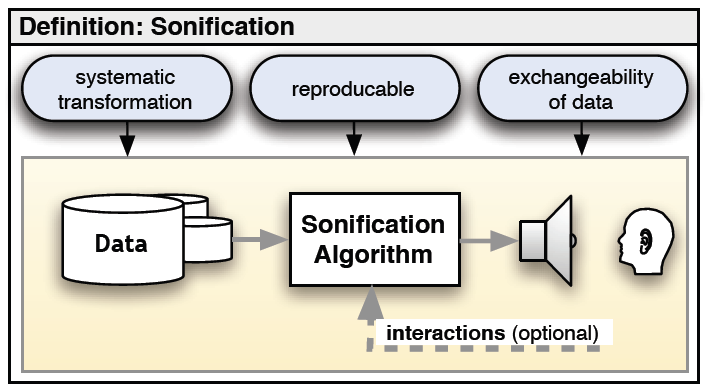 Definition: Sonification
systematic
transformation
reproducable
exchangeability
of data
Data
Sonification
Algorithm
interactions (optional)